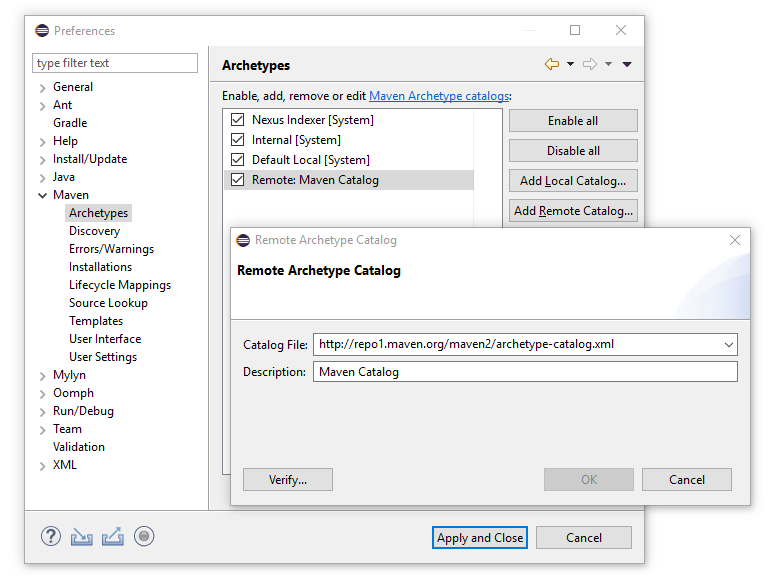 Preferences
type filter text
General
Ant
Gradle
Help
Install/Update
Java
Maven
Archetypes
Discovery
Errors/Warnings
Installations
Lifecycle Mappings
Source Lookup
Templates
User Interface
User Settings
Mylyn
Oomph
Run/Debug
Team
Validation
XML
Archetypes
Enable, add, remove or edit Maven Archetype catalogs:
Nexus Indexer [System]
Internal [System]
Default Local [System]
Remote: Maven Catalog
Enable all
Disable all
Add Local Catalog...
Add Remote Catalog...
Remote Archetype Catalog
Remote Archetype Catalog
Catalog File: http://repo1.maven.org/maven2/archetype-catalog.xml
Description: Maven Catalog
Verify... OK Cancel
Apply and Close Cancel